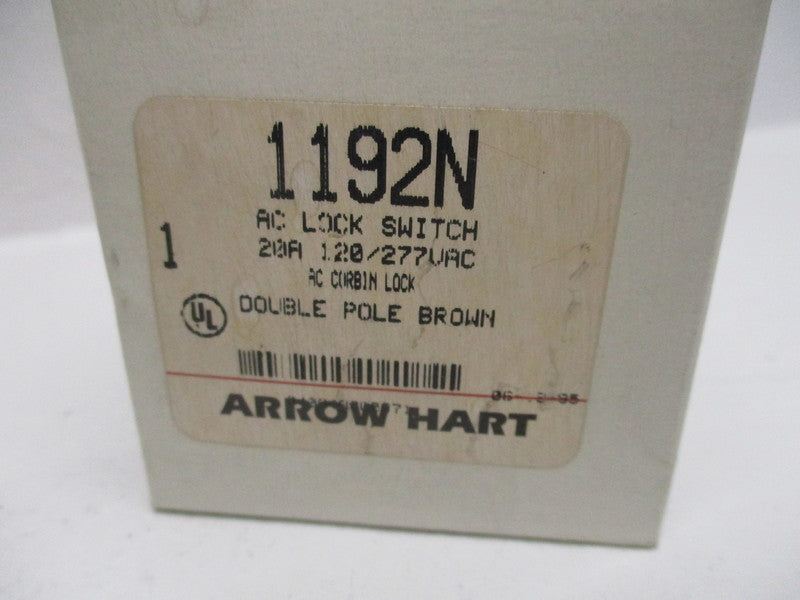 1192N
AC LOCK SWITCH
1
20A 120/277VAC
AC CORBIN LOCK
UL
DOUBLE POLE BROWN
ARROW HART